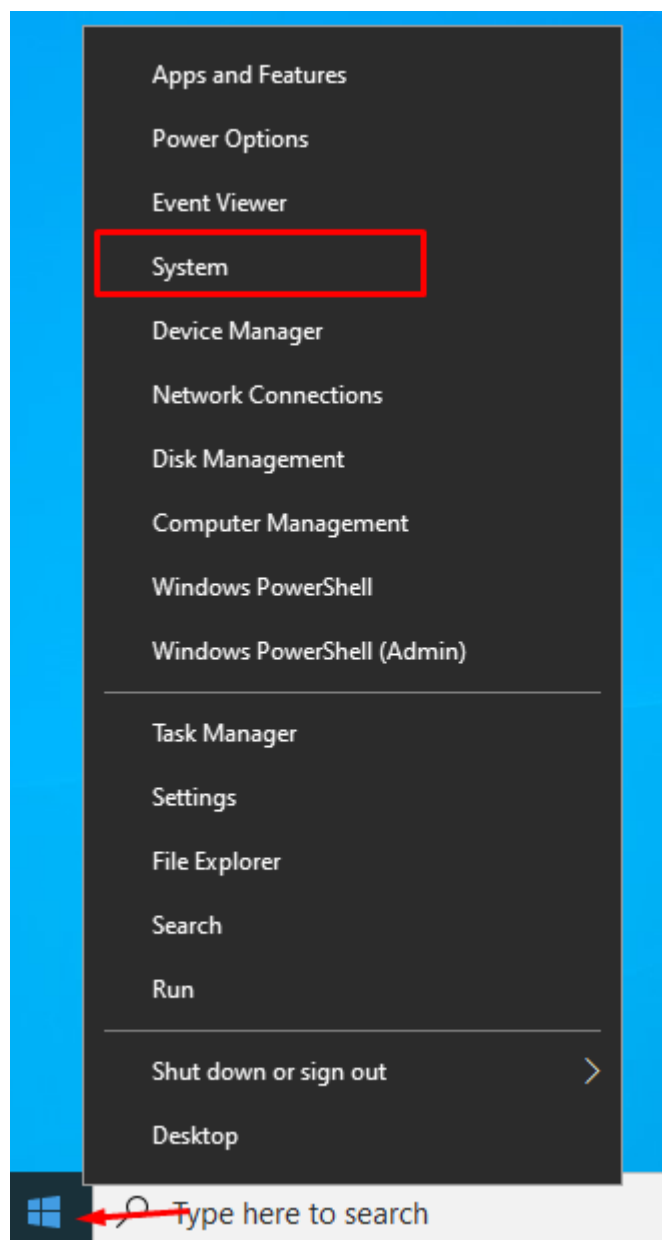 Apps and Features
Power Options
Event Viewer
System
Device Manager
Network Connections
Disk Management
Computer Management
Windows PowerShell
Windows PowerShell (Admin)
Task Manager
Settings
File Explorer
Search
Run
Shut down or sign out
Desktop
Type here to search